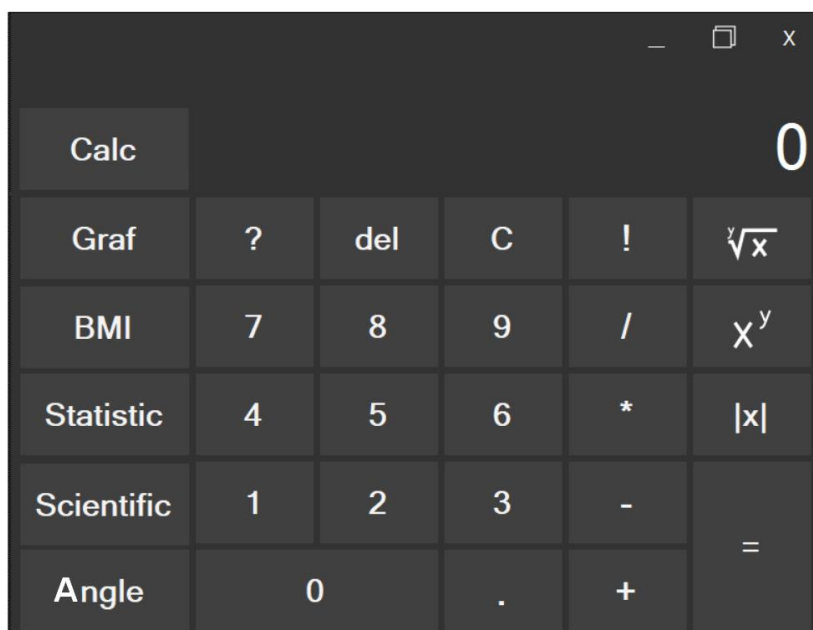 _ X
Calc 0
Graf ? del C ! y√x
BMI 7 8 9 / xy
Statistic 4 5 6 * |x|
Scientific 1 2 3 -
=
Angle 0 . +